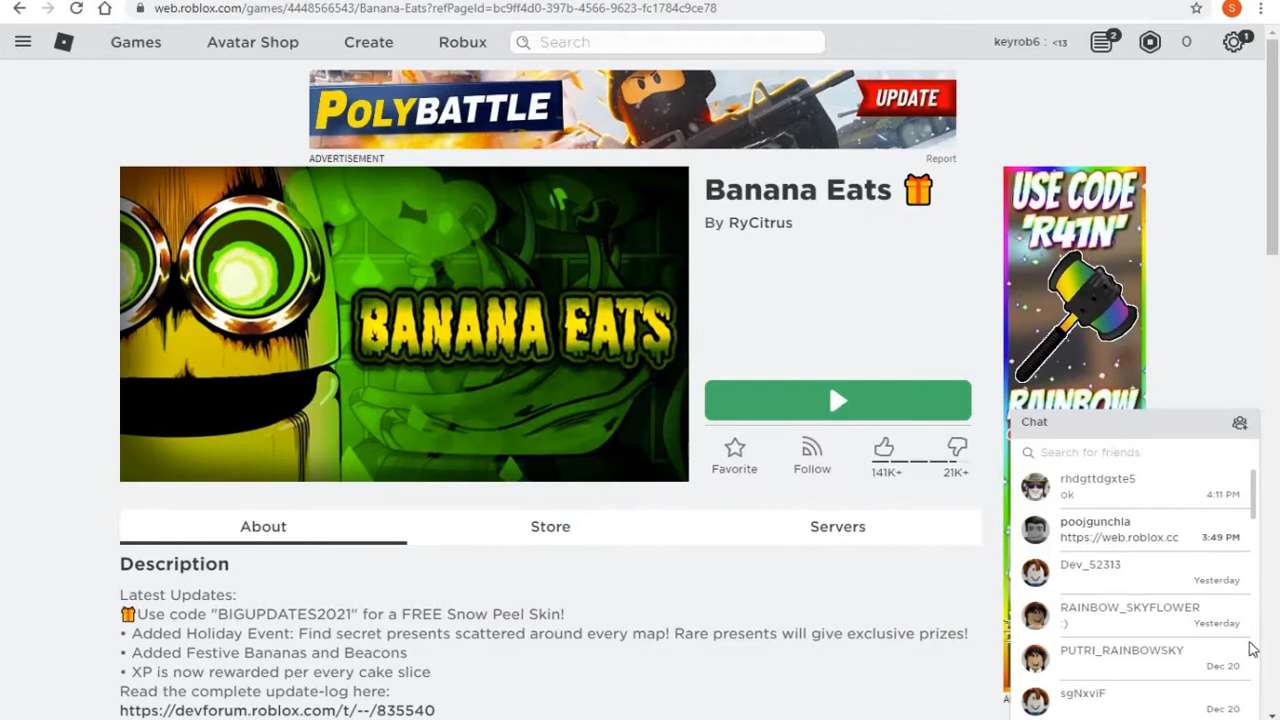 web.roblox.com/games/4448566543/Banana-Eats?refPageId=bc9ff4d0-397b-4566-9623-fc1784c9ce78
S
Games
Avatar Shop
Create
Robux
Search
keyrob6 : <13
2
0
1
POLYBATTLE
UPDATE
ADVERTISEMENT
Report
BANANA EATS
Banana Eats
By RyCitrus
Favorite
Follow
141K+
21K+
USE CODE
'R41N'
RAINBOW
About
Store
Servers
Description
Latest Updates:
Use code "BIGUPDATES2021" for a FREE Snow Peel Skin!
• Added Holiday Event: Find secret presents scattered around every map! Rare presents will give exclusive prizes!
• Added Festive Bananas and Beacons
• XP is now rewarded per every cake slice
Read the complete update-log here:
https://devforum.roblox.com/t/--/835540
Chat
Search for friends
rhdgttdgxte5
ok 4:11 PM
poojgunchla
https://web.roblox.cc 3:49 PM
Dev_52313
Yesterday
RAINBOW_SKYFLOWER
:) Yesterday
PUTRI_RAINBOWSKY
Dec 20
sgNxviF
Dec 20